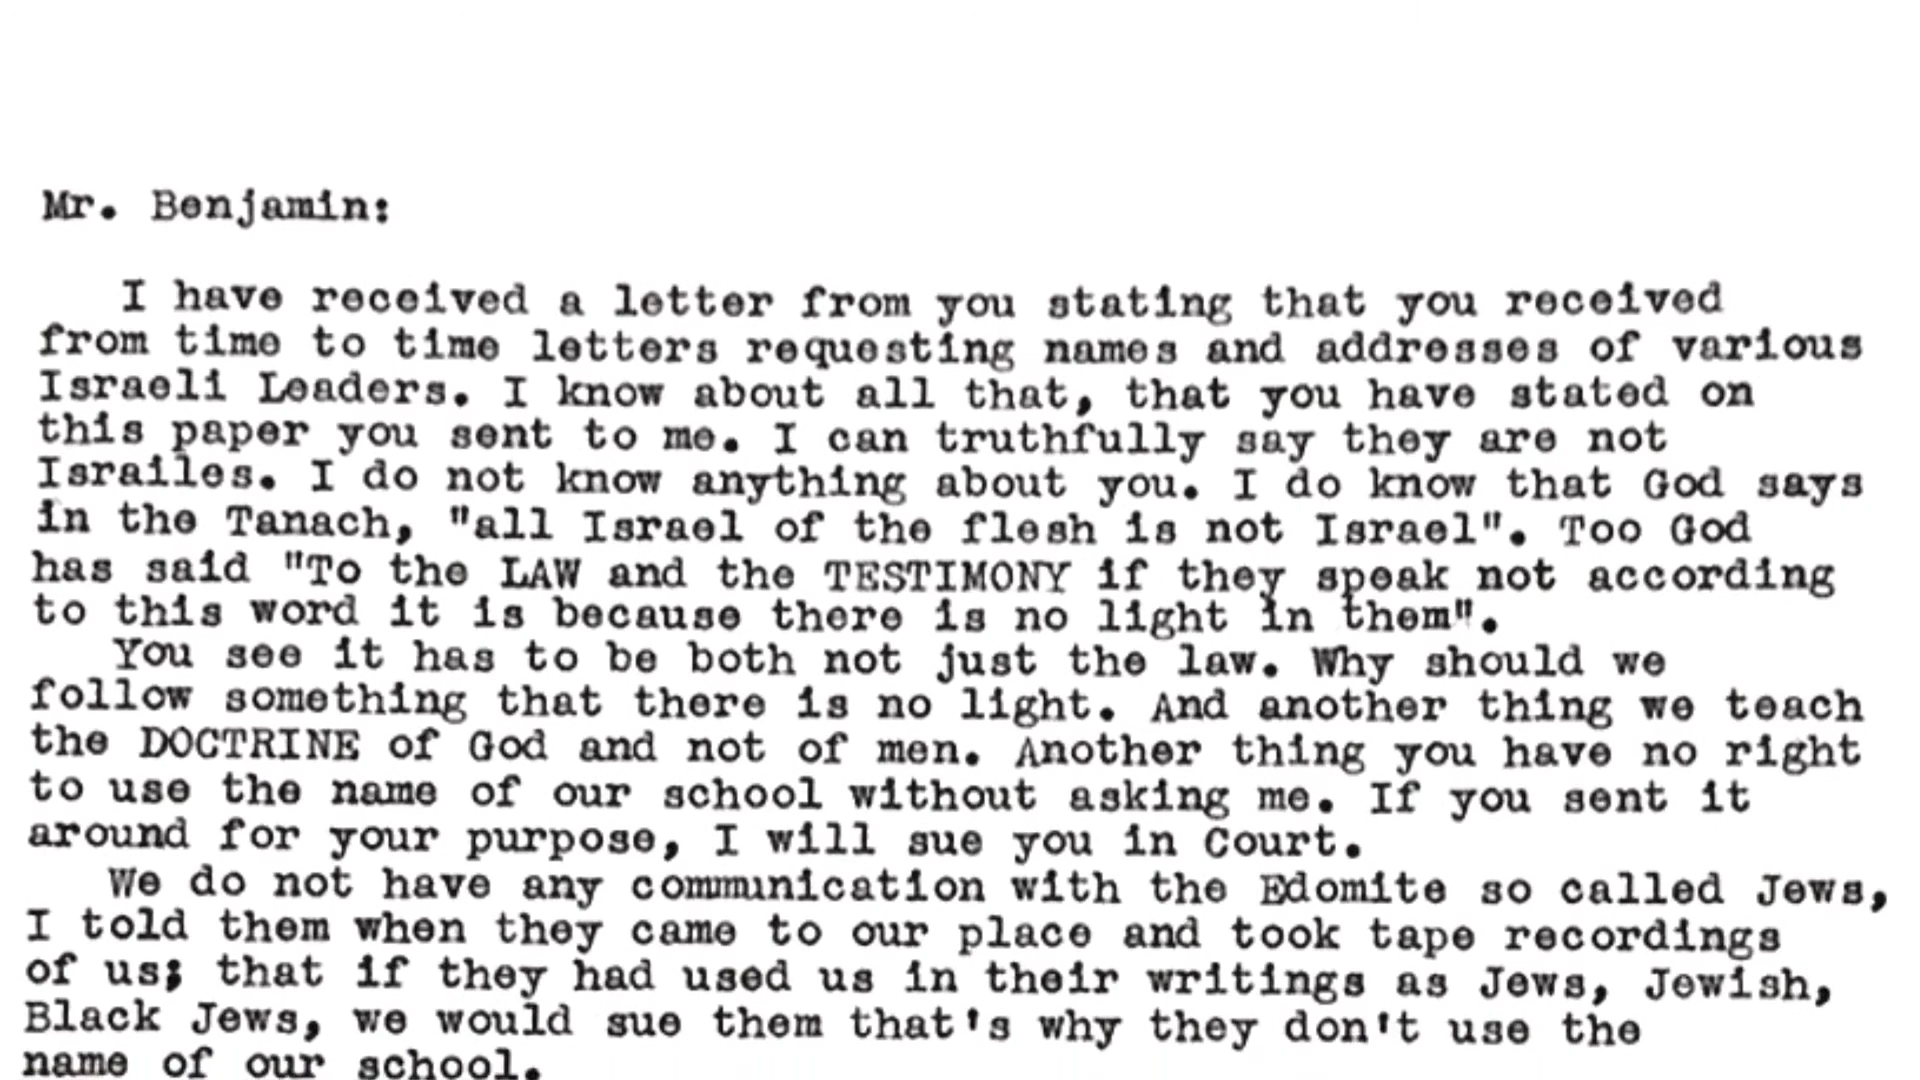 Mr. Benjamin:
I have received a letter from you stating that you received
from time to time letters requesting names and addresses of various
Israeli Leaders. I know about all that, that you have stated on
this paper you sent to me. I can truthfully say they are not
Israiles. I do not know anything about you. I do know that God says
in the Tanach, "all Israel of the flesh is not Israel". Too God
has said "To the LAW and the TESTIMONY if they speak not according
to this word it is because there is no light in them".
You see it has to be both not just the law. Why should we
follow something that there is no light. And another thing we teach
the DOCTRINE of God and not of men. Another thing you have no right
to use the name of our school without asking me. If you sent it
around for your purpose, I will sue you in Court.
We do not have any communication with the Edomite so called Jews,
I told them when they came to our place and took tape recordings
of us; that if they had used us in their writings as Jews, Jewish,
Black Jews, we would sue them that's why they don't use the
name of our school.